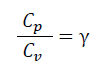 C_p / C_v = γ